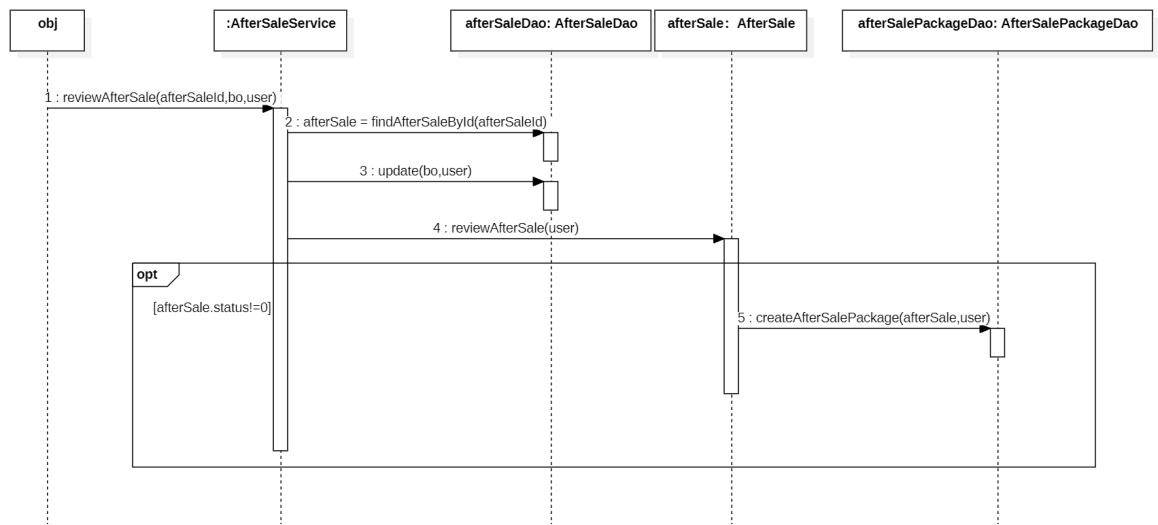 obj
:AfterSaleService
afterSaleDao: AfterSaleDao
afterSale：AfterSale
afterSalePackageDao: AfterSalePackageDao
1 : reviewAfterSale(afterSaleId,bo,user)
2 : afterSale = findAfterSaleById(afterSaleId)
3 : update(bo,user)
4 : reviewAfterSale(user)
opt
[afterSale.status!=0]
5 : createAfterSalePackage(afterSale,user)